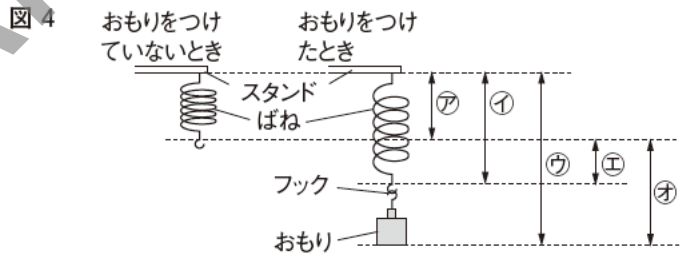 図 4
おもりをつけ
ていないとき
おもりをつけ
たとき
スタンド
ばね
フック
おもり
㋐
㋑
㋒
㋓
㋔